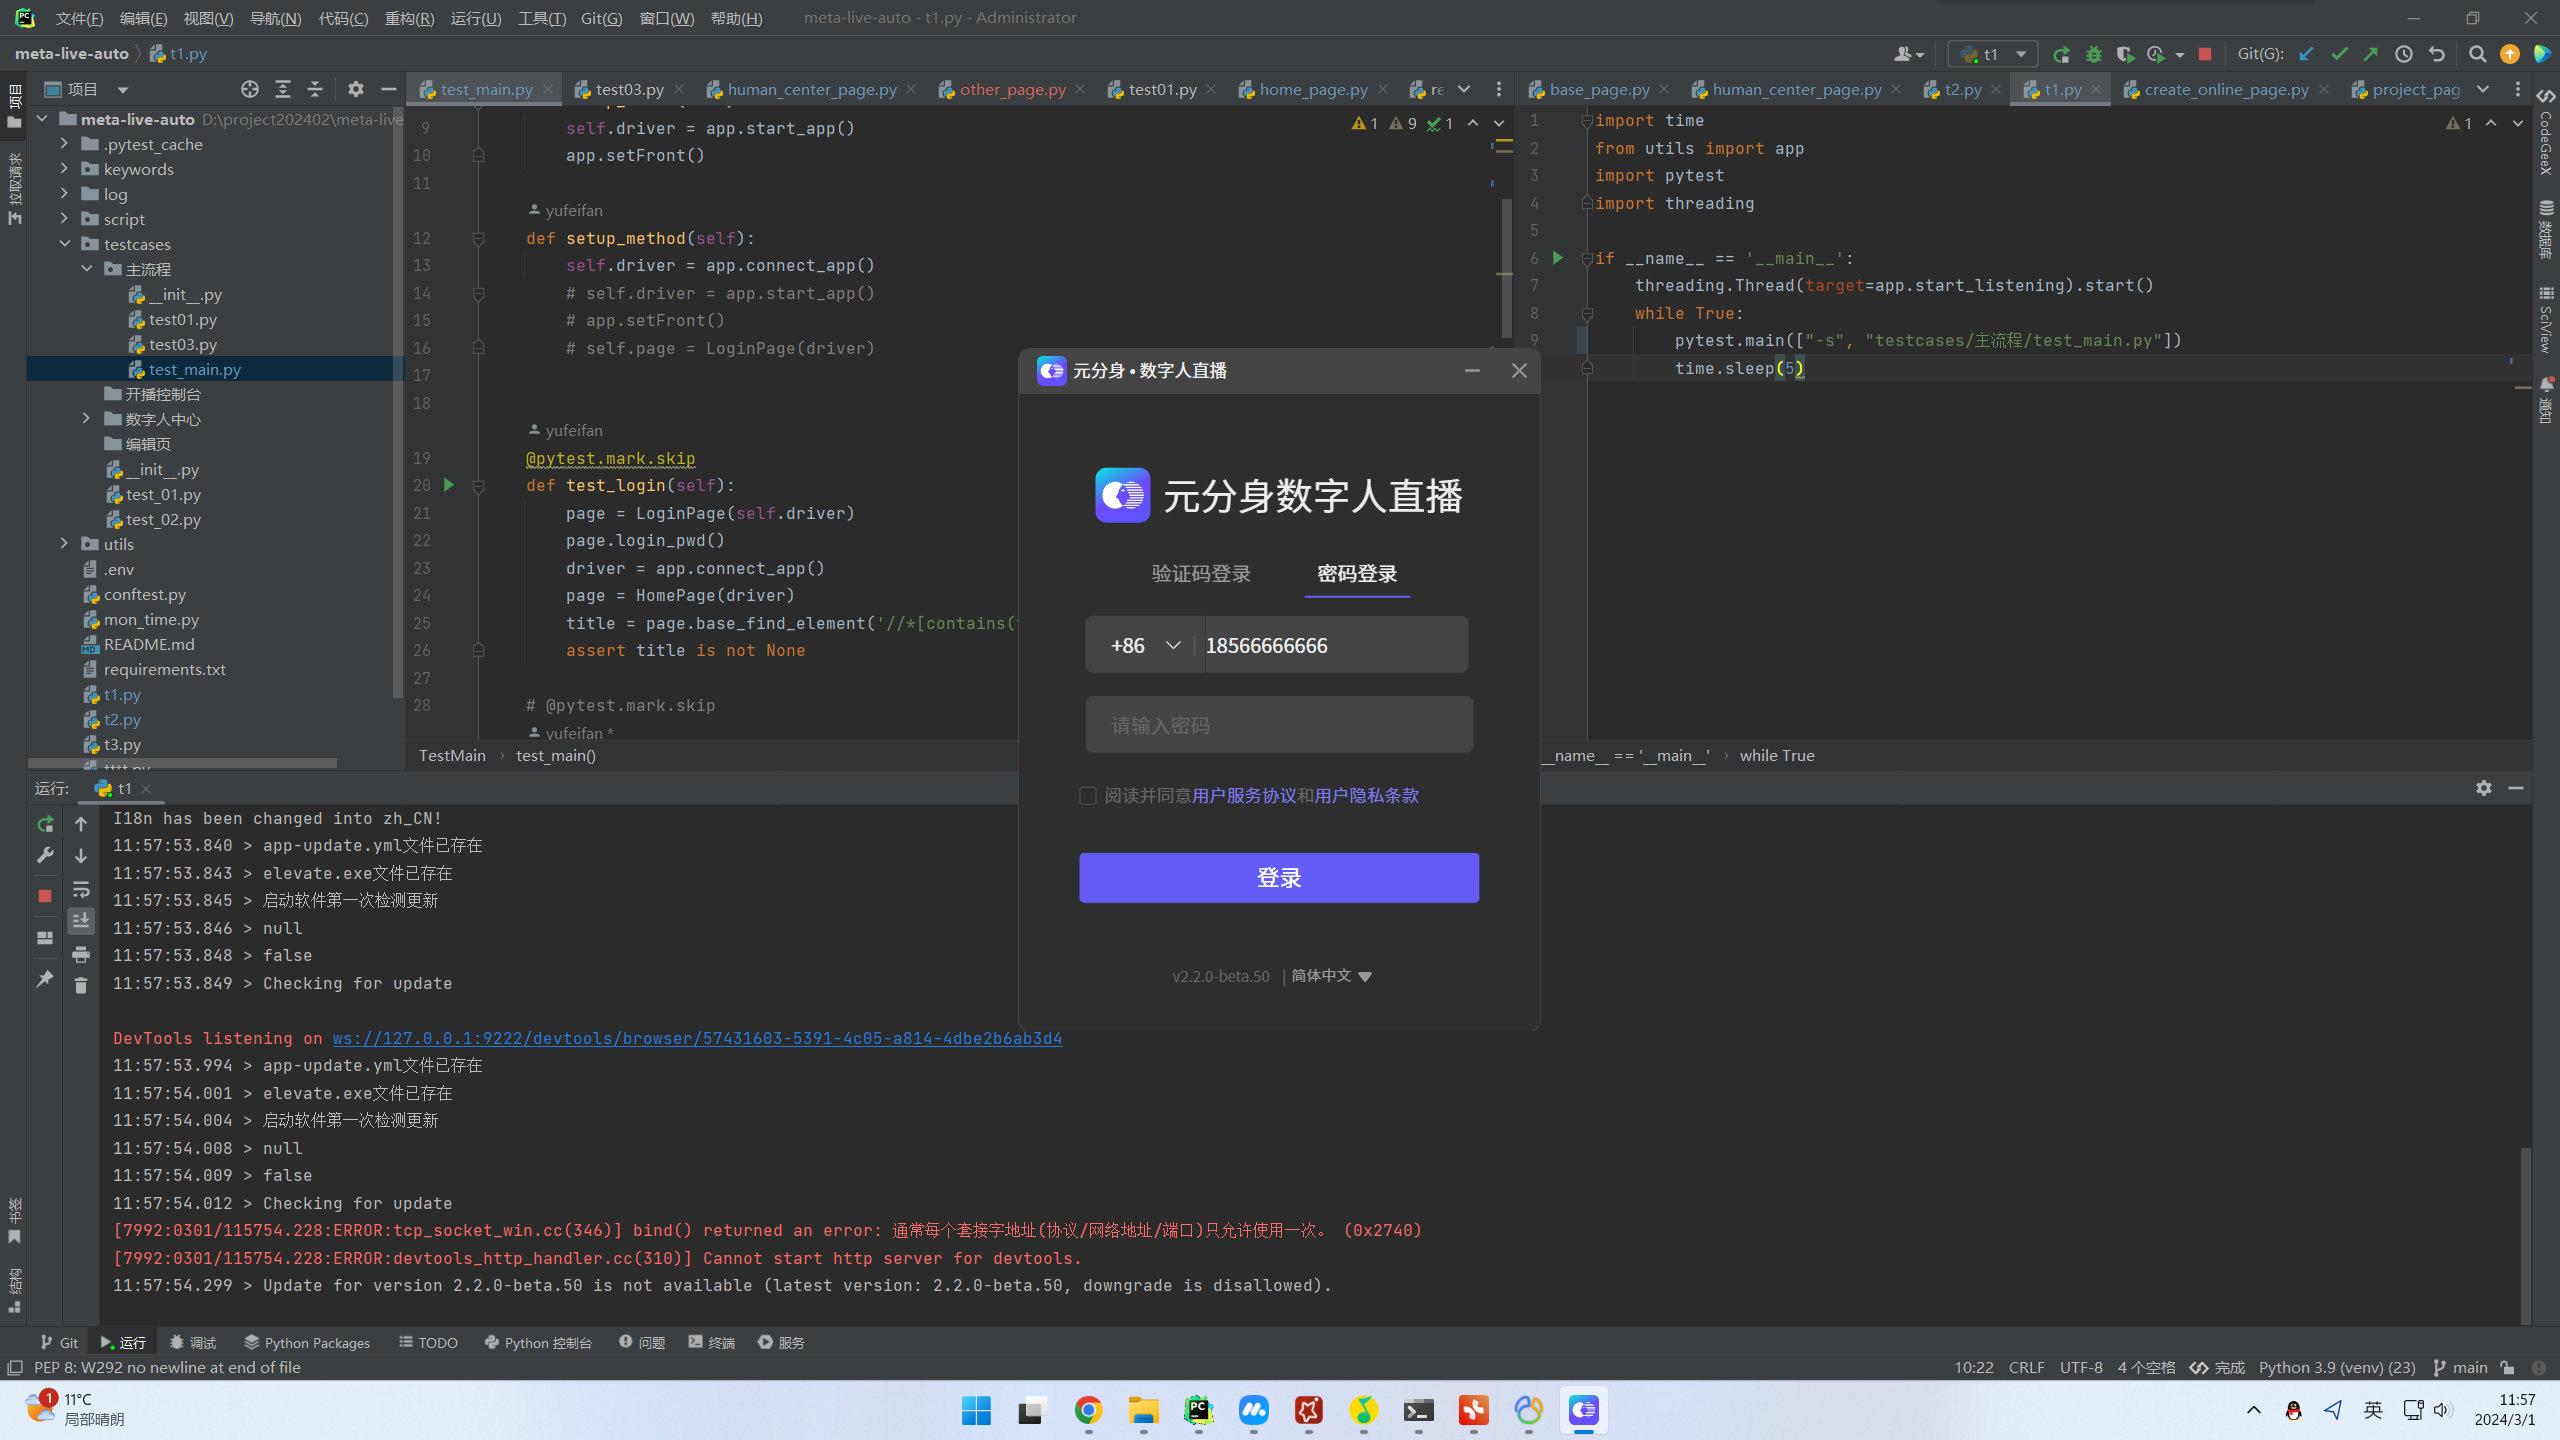 文件(F) 编辑(E) 视图(V) 导航(N) 代码(C) 重构(R) 运行(U) 工具(T) Git(G) 窗口(W) 帮助(H) meta-live-auto - t1.py - Administrator
meta-live-auto t1.py
t1 Git(G):
项目
test_main.py test03.py human_center_page.py other_page.py test01.py home_page.py
base_page.py human_center_page.py t2.py t1.py create_online_page.py project_pag
项目
拉取请求
书签
结构
meta-live-auto D:\project202402\meta-live
.pytest_cache
keywords
log
script
testcases
主流程
__init__.py
test01.py
test03.py
test_main.py
开播控制台
数字人中心
编辑页
__init__.py
test_01.py
test_02.py
utils
.env
conftest.py
mon_time.py
README.md
requirements.txt
t1.py
t2.py
t3.py
1 9 1
9 self.driver = app.start_app()
10 app.setFront()
11
yufeifan
12 def setup_method(self):
13 self.driver = app.connect_app()
14 # self.driver = app.start_app()
15 # app.setFront()
16 # self.page = LoginPage(driver)
17
18
yufeifan
19 @pytest.mark.skip
20 def test_login(self):
21 page = LoginPage(self.driver)
22 page.login_pwd()
23 driver = app.connect_app()
24 page = HomePage(driver)
25 title = page.base_find_element('//*[contains(
26 assert title is not None
27
28 # @pytest.mark.skip
yufeifan *
TestMain test_main()
1
1 import time
2 from utils import app
3 import pytest
4 import threading
5
6 if __name__ == '__main__':
7 threading.Thread(target=app.start_listening).start()
8 while True:
9 pytest.main(["-s", "testcases/主流程/test_main.py"])
time.sleep(5)
__name__ == '__main__' while True
CodeGeeX
数据库
SciView
通知
元分身•数字人直播
元分身数字人直播
验证码登录 密码登录
+86 18566666666
请输入密码
阅读并同意用户服务协议和用户隐私条款
登录
v2.2.0-beta.50 | 简体中文
运行: t1
I18n has been changed into zh_CN!
11:57:53.840 > app-update.yml文件已存在
11:57:53.843 > elevate.exe文件已存在
11:57:53.845 > 启动软件第一次检测更新
11:57:53.846 > null
11:57:53.848 > false
11:57:53.849 > Checking for update
DevTools listening on ws://127.0.0.1:9222/devtools/browser/57431603-5391-4c05-a814-4dbe2b6ab3d4
11:57:53.994 > app-update.yml文件已存在
11:57:54.001 > elevate.exe文件已存在
11:57:54.004 > 启动软件第一次检测更新
11:57:54.008 > null
11:57:54.009 > false
11:57:54.012 > Checking for update
[7992:0301/115754.228:ERROR:tcp_socket_win.cc(346)] bind() returned an error: 通常每个套接字地址(协议/网络地址/端口)只允许使用一次。 (0x2740)
[7992:0301/115754.228:ERROR:devtools_http_handler.cc(310)] Cannot start http server for devtools.
11:57:54.299 > Update for version 2.2.0-beta.50 is not available (latest version: 2.2.0-beta.50, downgrade is disallowed).
Git 运行 调试 Python Packages TODO Python 控制台 问题 终端 服务
PEP 8: W292 no newline at end of file
10:22 CRLF UTF-8 4 个空格 完成 Python 3.9 (venv) (23) main
1 11°C
局部晴朗
英
11:57
2024/3/1